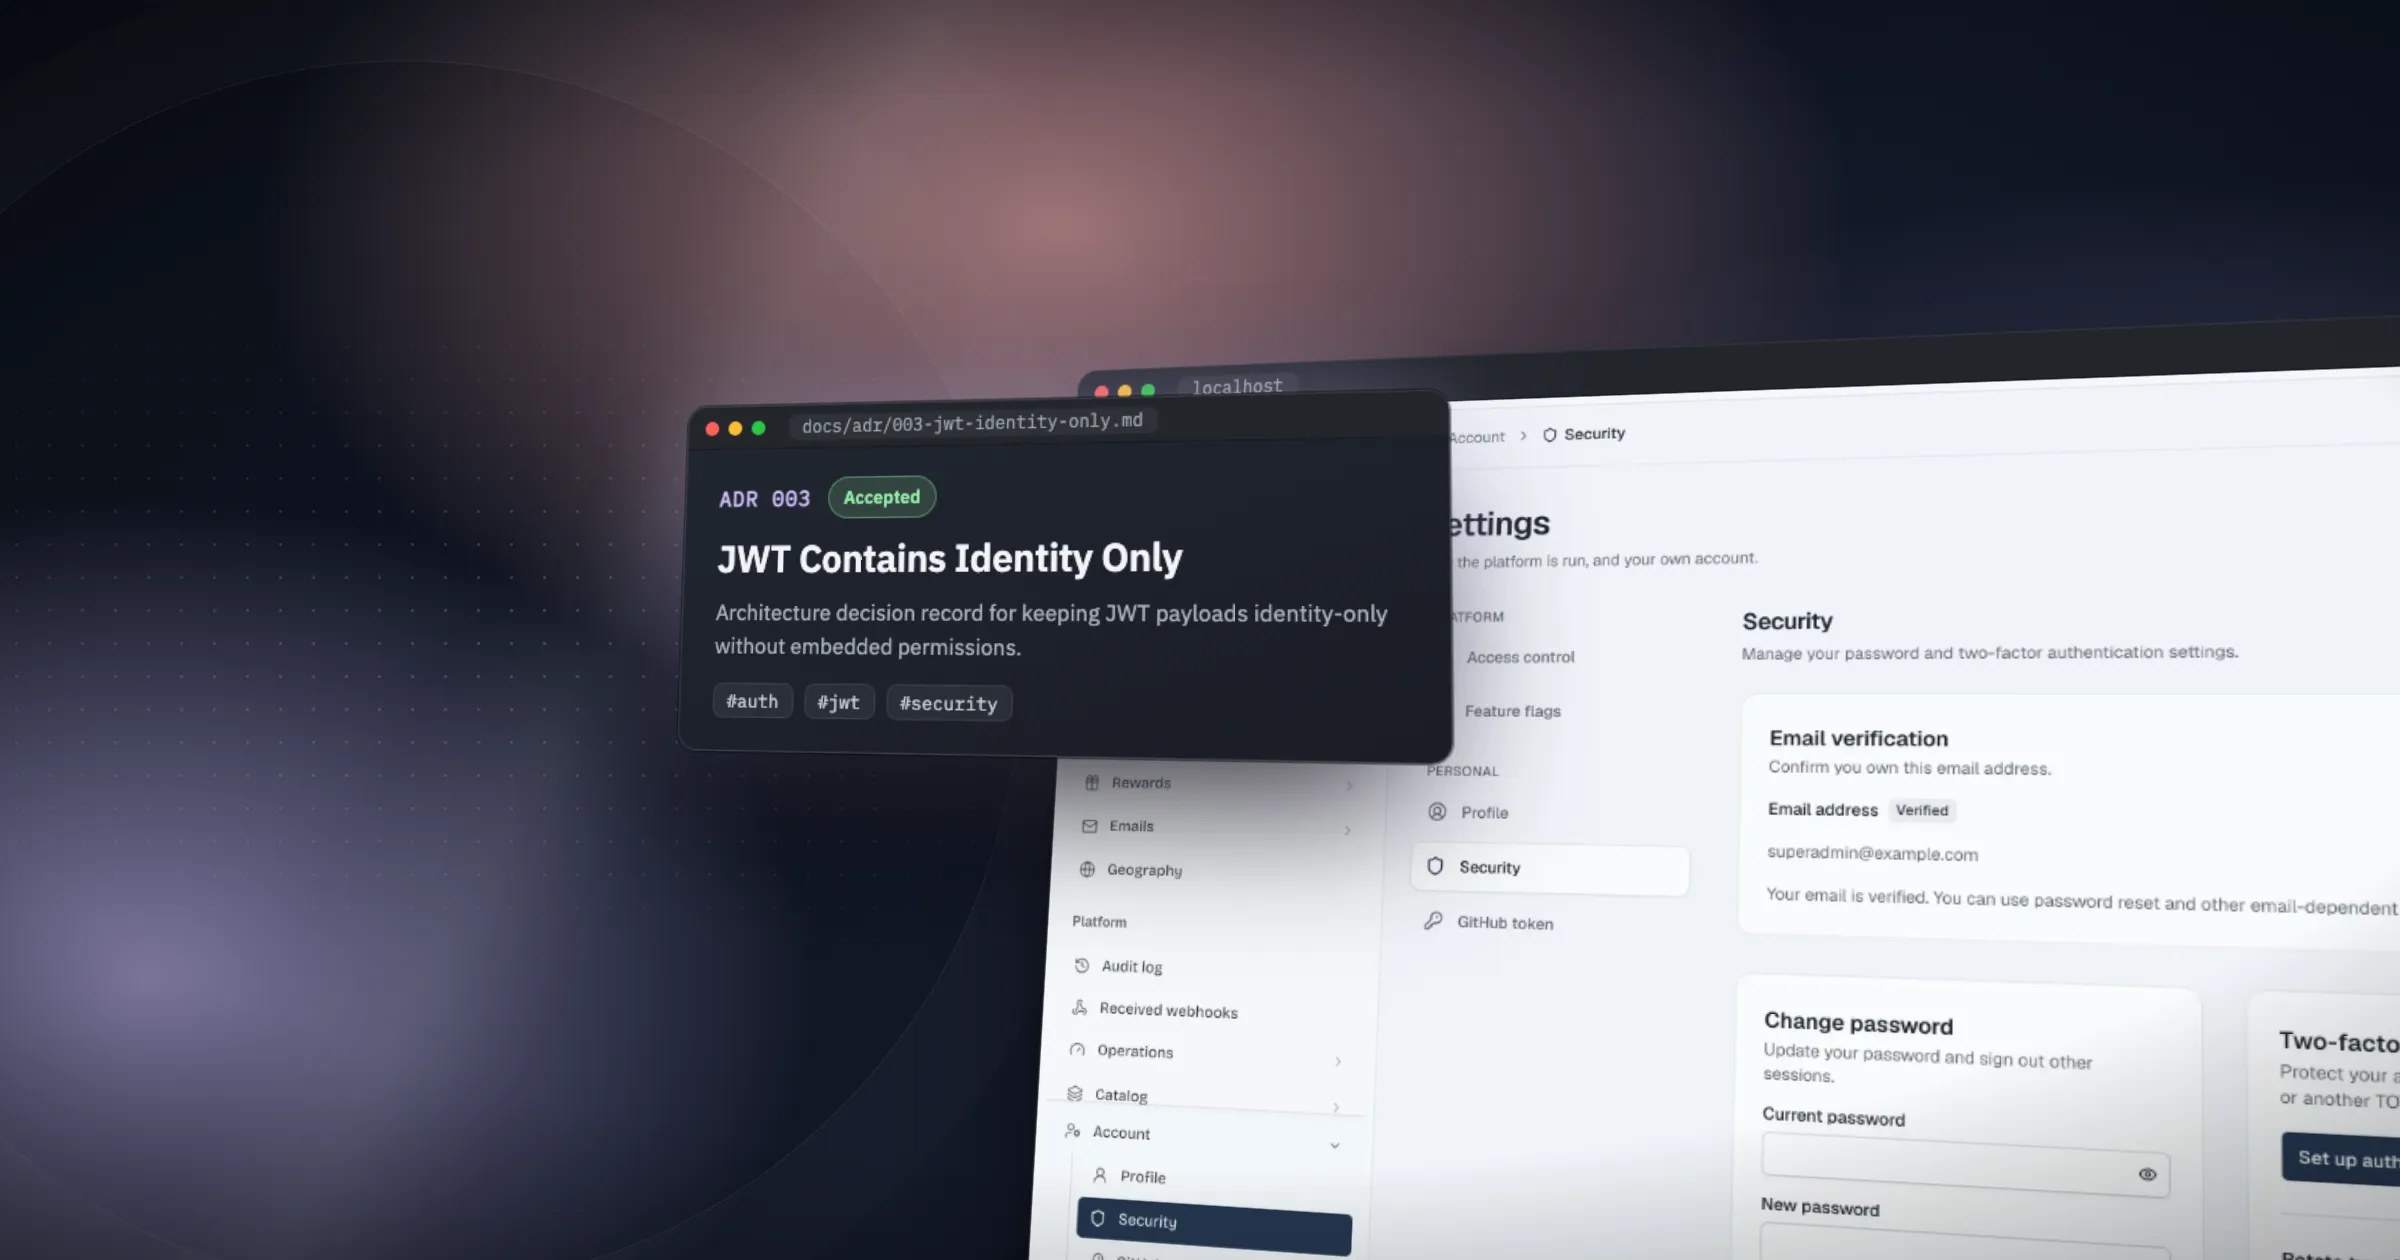 localhost
docs/adr/003-jwt-identity-only.md
ADR 003 Accepted
JWT Contains Identity Only
Architecture decision record for keeping JWT payloads identity-only
without embedded permissions.
#auth #jwt #security
Account > Security
ettings
the platform is run, and your own account.
ATFORM
Access control
Feature flags
PERSONAL
Profile
Security
GitHub token
Rewards
Emails
Geography
Platform
Audit log
Received webhooks
Operations
Catalog
Account
Profile
Security
Security
Manage your password and two-factor authentication settings.
Email verification
Confirm you own this email address.
Email address Verified
superadmin@example.com
Your email is verified. You can use password reset and other email-dependent
Change password
Update your password and sign out other
sessions.
Current password
New password
Two-facto
Protect your a
or another TO
Set up auth